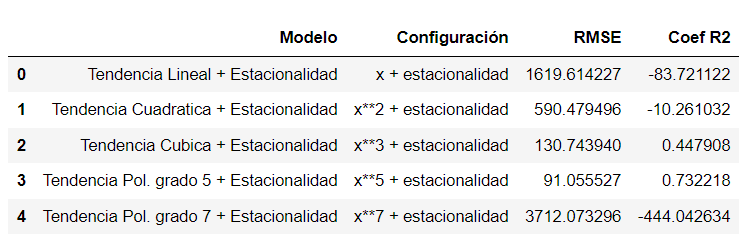 Modelo Configuración RMSE Coef R2
0 Tendencia Lineal + Estacionalidad x + estacionalidad 1619.614227 -83.721122
1 Tendencia Cuadratica + Estacionalidad x**2 + estacionalidad 590.479496 -10.261032
2 Tendencia Cubica + Estacionalidad x**3 + estacionalidad 130.743940 0.447908
3 Tendencia Pol. grado 5 + Estacionalidad x**5 + estacionalidad 91.055527 0.732218
4 Tendencia Pol. grado 7 + Estacionalidad x**7 + estacionalidad 3712.073296 -444.042634